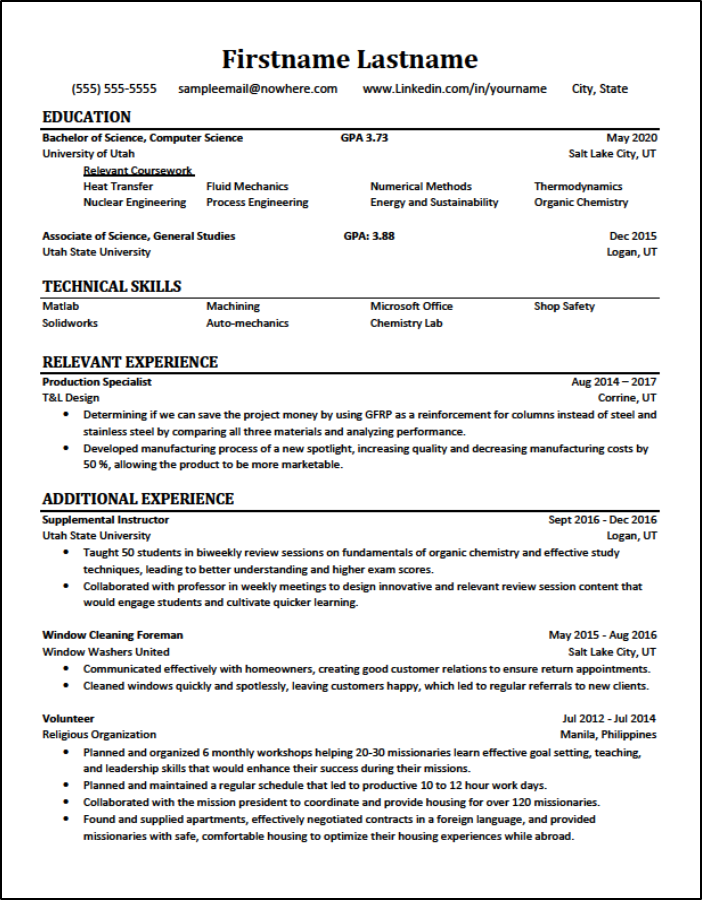 Firstname Lastname
(555) 555-5555 sampleemail@nowhere.com www.Linkedin.com/in/yourname City, State
EDUCATION
Bachelor of Science, Computer Science GPA 3.73 May 2020
University of Utah Salt Lake City, UT
Relevant Coursework
Heat Transfer Fluid Mechanics Numerical Methods Thermodynamics
Nuclear Engineering Process Engineering Energy and Sustainability Organic Chemistry
Associate of Science, General Studies GPA: 3.88 Dec 2015
Utah State University Logan, UT
TECHNICAL SKILLS
Matlab Machining Microsoft Office Shop Safety
Solidworks Auto-mechanics Chemistry Lab
RELEVANT EXPERIENCE
Production Specialist Aug 2014 – 2017
T&L Design Corrine, UT
• Determining if we can save the project money by using GFRP as a reinforcement for columns instead of steel and
stainless steel by comparing all three materials and analyzing performance.
• Developed manufacturing process of a new spotlight, increasing quality and decreasing manufacturing costs by
50 %, allowing the product to be more marketable.
ADDITIONAL EXPERIENCE
Supplemental Instructor Sept 2016 - Dec 2016
Utah State University Logan, UT
• Taught 50 students in biweekly review sessions on fundamentals of organic chemistry and effective study
techniques, leading to better understanding and higher exam scores.
• Collaborated with professor in weekly meetings to design innovative and relevant review session content that
would engage students and cultivate quicker learning.
Window Cleaning Foreman May 2015 - Aug 2016
Window Washers United Salt Lake City, UT
• Communicated effectively with homeowners, creating good customer relations to ensure return appointments.
• Cleaned windows quickly and spotlessly, leaving customers happy, which led to regular referrals to new clients.
Volunteer Jul 2012 - Jul 2014
Religious Organization Manila, Philippines
• Planned and organized 6 monthly workshops helping 20-30 missionaries learn effective goal setting, teaching,
and leadership skills that would enhance their success during their missions.
• Planned and maintained a regular schedule that led to productive 10 to 12 hour work days.
• Collaborated with the mission president to coordinate and provide housing for over 120 missionaries.
• Found and supplied apartments, effectively negotiated contracts in a foreign language, and provided
missionaries with safe, comfortable housing to optimize their housing experiences while abroad.